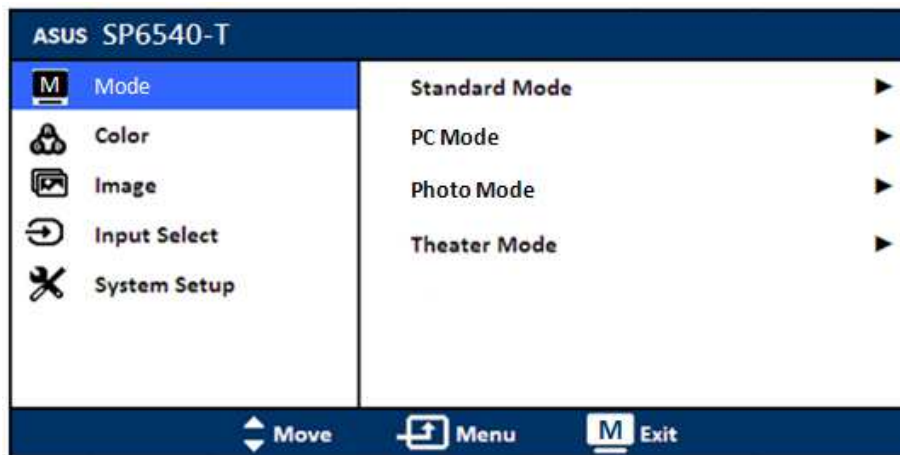 ASUS SP6540-T
M Mode
Color
Image
Input Select
System Setup
Standard Mode
PC Mode
Photo Mode
Theater Mode
Move Menu M Exit